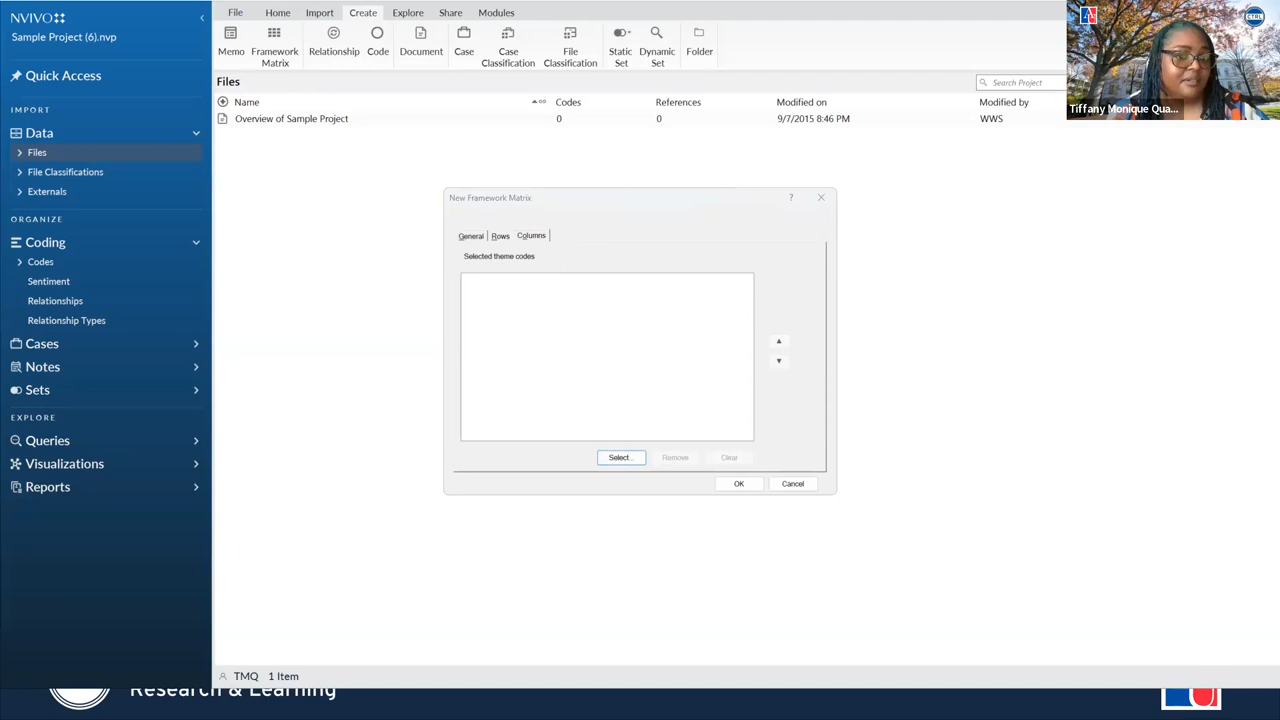 NVIVO
Sample Project (6).nvp
Quick Access
IMPORT
Data
Files
File Classifications
Externals
ORGANIZE
Coding
Codes
Sentiment
Relationships
Relationship Types
Cases
Notes
Sets
EXPLORE
Queries
Visualizations
Reports
File Home Import Create Explore Share Modules
Memo Framework Matrix Relationship Code Document Case Case Classification File Classification Static Set Dynamic Set Folder
Files
Search Project
Name Codes References Modified on Modified by
Overview of Sample Project 0 0 9/7/2015 8:46 PM WWS
New Framework Matrix ?
General Rows Columns
Selected theme codes
Select... Remove Clear
OK Cancel
TMQ 1 Item
Research & Learning
CTRL
Tiffany Monique Qua...